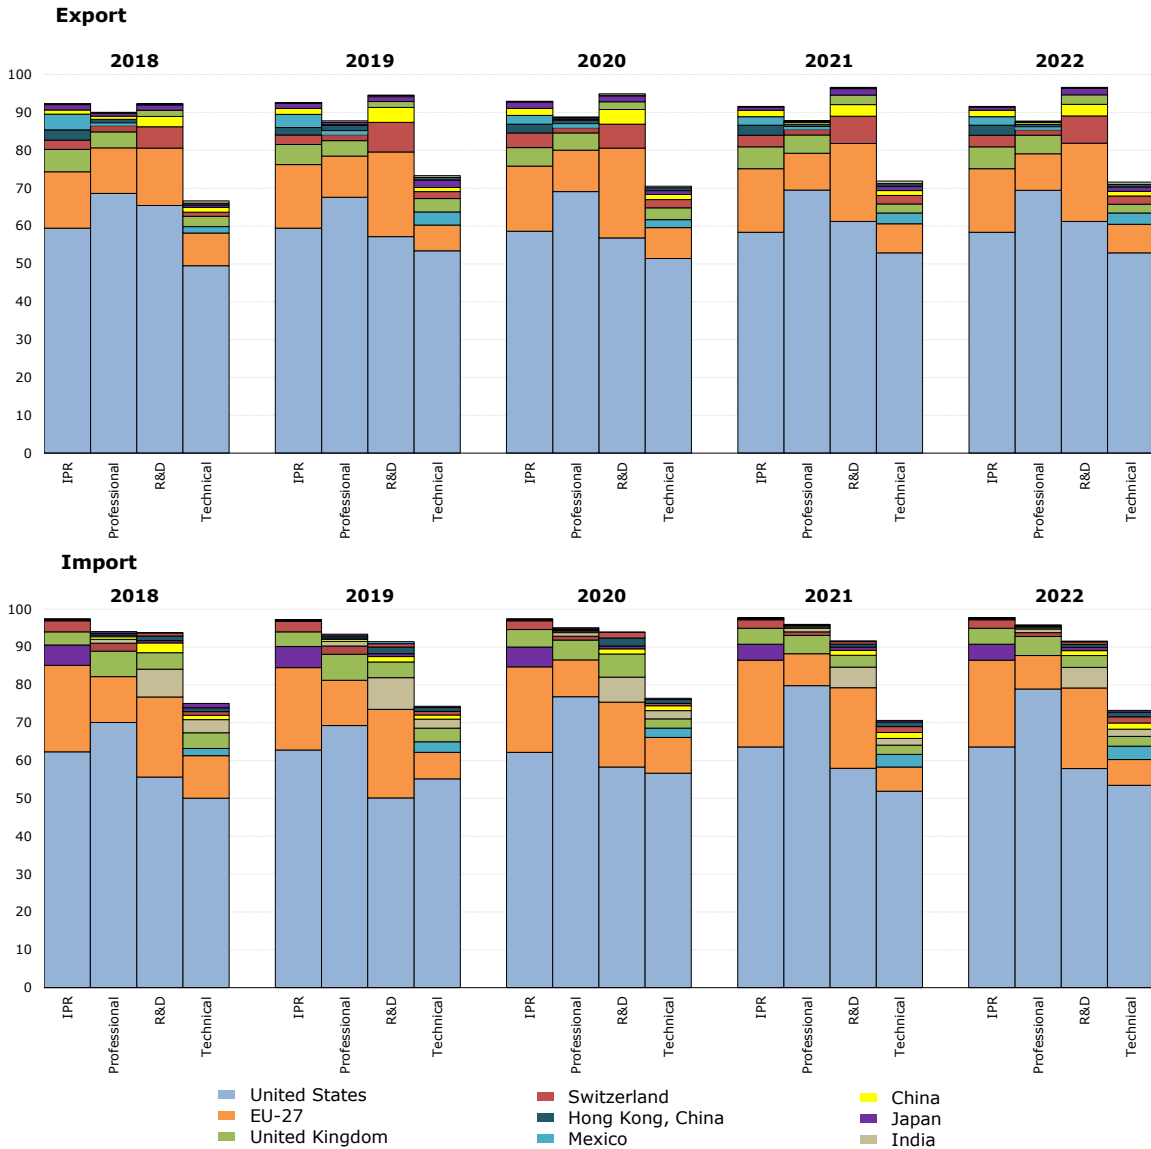 Export
2018 2019 2020 2021 2022
100
90
80
70
60
50
40
30
20
10
0
IPR Professional R&D Technical IPR Professional R&D Technical IPR Professional R&D Technical IPR Professional R&D Technical IPR Professional R&D Technical
Import
2018 2019 2020 2021 2022
100
90
80
70
60
50
40
30
20
10
0
IPR Professional R&D Technical IPR Professional R&D Technical IPR Professional R&D Technical IPR Professional R&D Technical IPR Professional R&D Technical
United States Switzerland China
EU-27 Hong Kong, China Japan
United Kingdom Mexico India